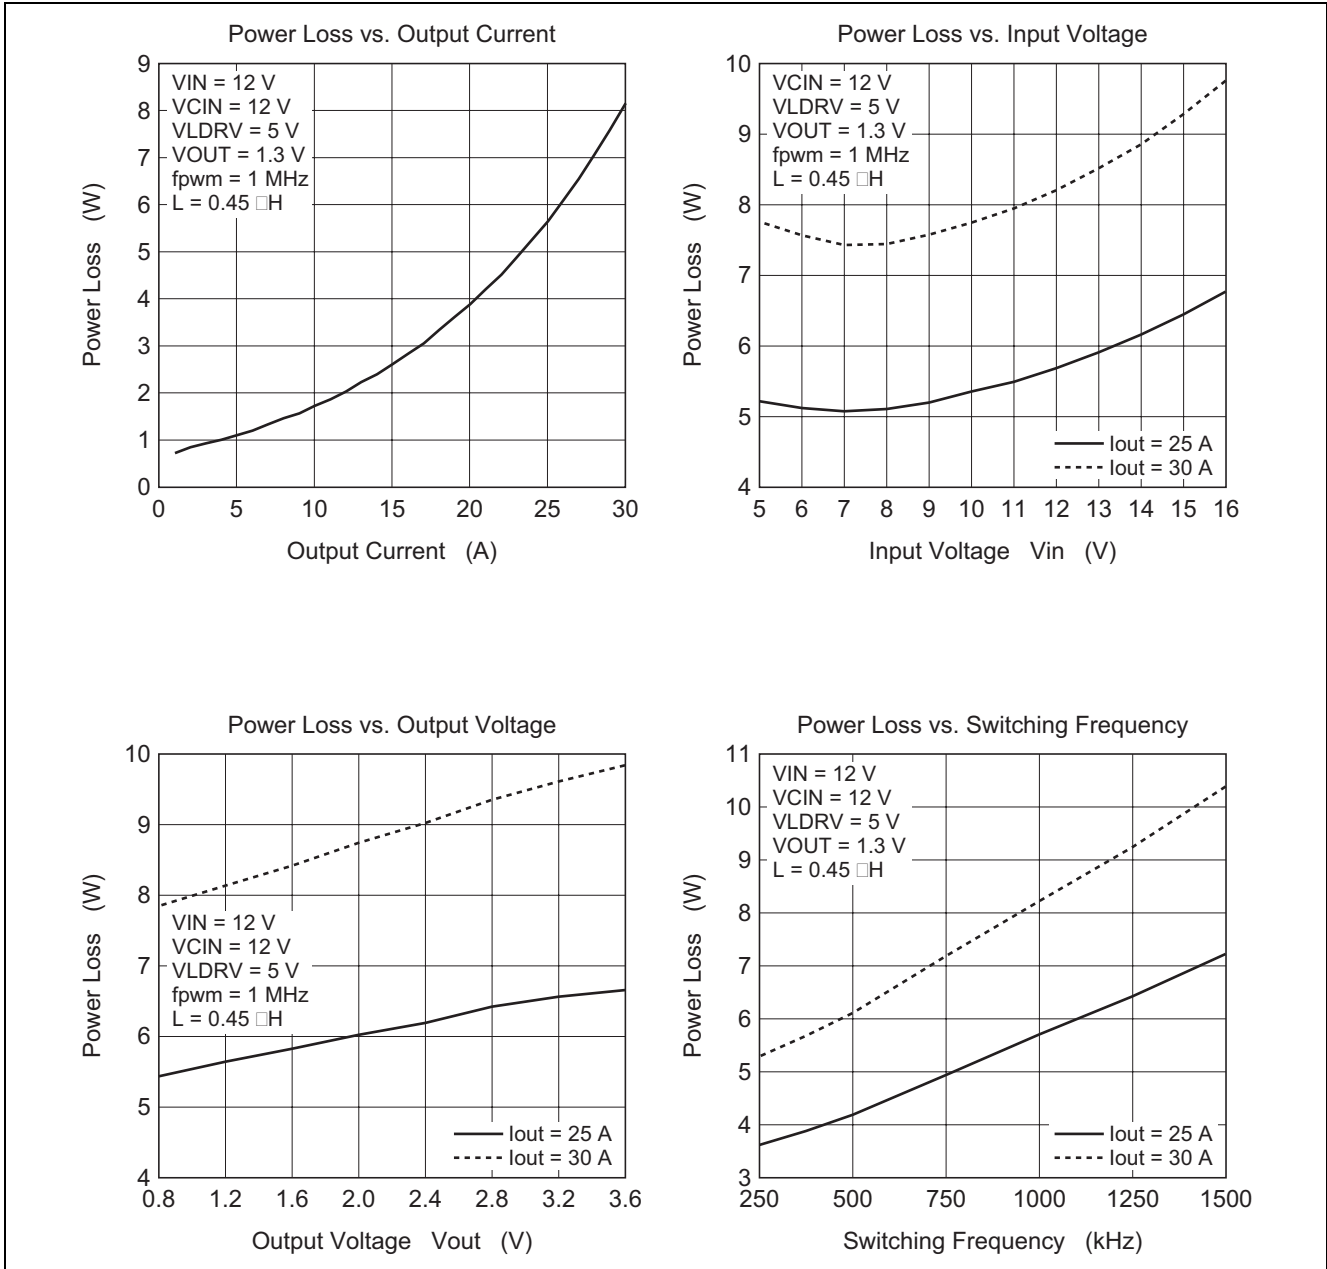 Power Loss vs. Output Current
9
8
7
6
5
4
3
2
1
0
Power Loss (W)
VIN = 12 V
VCIN = 12 V
VLDRV = 5 V
VOUT = 1.3 V
fpwm = 1 MHz
L = 0.45 □H
0 5 10 15 20 25 30
Output Current (A)
Power Loss vs. Input Voltage
10
9
8
7
6
5
4
Power Loss (W)
VCIN = 12 V
VLDRV = 5 V
VOUT = 1.3 V
fpwm = 1 MHz
L = 0.45 □H
Iout = 25 A
Iout = 30 A
5 6 7 8 9 10 11 12 13 14 15 16
Input Voltage Vin (V)
Power Loss vs. Output Voltage
10
9
8
7
6
5
4
Power Loss (W)
VIN = 12 V
VCIN = 12 V
VLDRV = 5 V
fpwm = 1 MHz
L = 0.45 □H
Iout = 25 A
Iout = 30 A
0.8 1.2 1.6 2.0 2.4 2.8 3.2 3.6
Output Voltage Vout (V)
Power Loss vs. Switching Frequency
11
10
9
8
7
6
5
4
3
Power Loss (W)
VIN = 12 V
VCIN = 12 V
VLDRV = 5 V
VOUT = 1.3 V
L = 0.45 □H
Iout = 25 A
Iout = 30 A
250 500 750 1000 1250 1500
Switching Frequency (kHz)